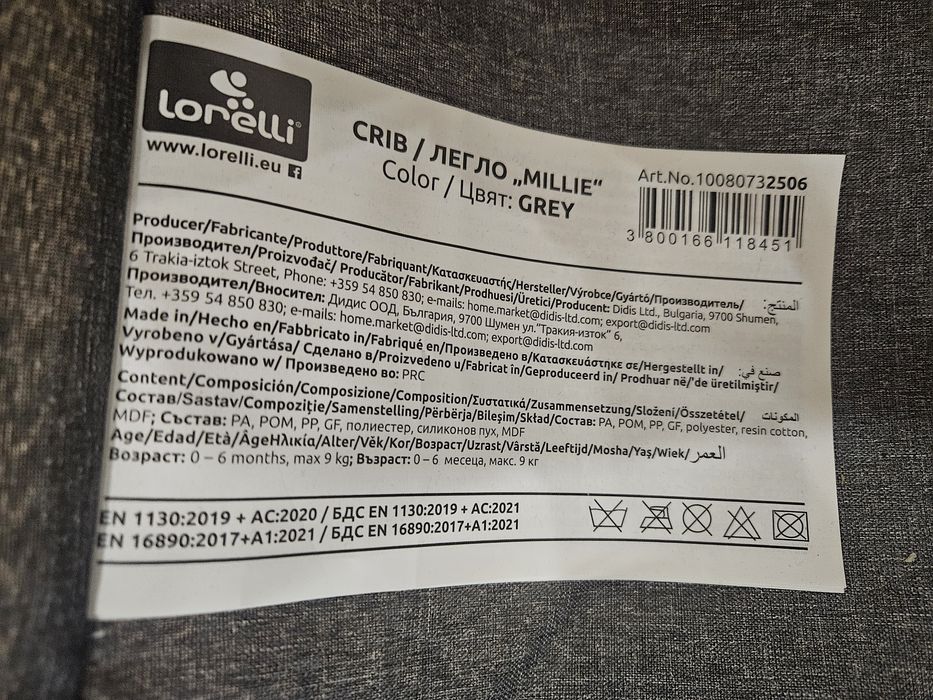 lorelli®
www.lorelli.eu
CRIB / ЛЕГЛО „MILLIE“
Color / Цвят: GREY
Art.No.10080732506
3 800166 118451
Producer/Fabricante/Produttore/Fabriquant/Κατασκευαστής/Hersteller/Výrobce/Gyártó/Производитель/ المنتج:
Производител/Proizvođač/ Producător/Fabrikant/Prodhuesi/Üretici/Producent: Didis Ltd., Bulgaria, 9700 Shumen,
6 Trakia-iztok Street, Phone: +359 54 850 830; e-mails: home.market@didis-ltd.com; export@didis-ltd.com
Производител/Вносител: Дидис ООД, България, 9700 Шумен ул."Тракия-изток" 6,
Тел. +359 54 850 830; e-mails: home.market@didis-ltd.com; export@didis-ltd.com
Made in/Hecho en/Fabbricato in/Fabriqué en/Произведено в/Κατασκευάστηκε σε/Hergestellt in/ صنع في:
Vyrobeno v/Gyártása/ Сделано в/Proizvedeno u/Fabricat în/Geproduceerd in/ Prodhuar në/'de üretilmiştir/
Wyprodukowano w/ Произведено во: PRC
Content/Composición/Composizione/Composition/Συστατικά/Zusammensetzung/Složení/Összetétel/ المكونات
Состав/Sastav/Compoziție/Samenstelling/Përbërja/Bileşim/Skład/Состав: PA, POM, PP, GF, polyester, resin cotton,
MDF; Състав: PA, POM, PP, GF, полиестер, силиконов пух, MDF
Age/Edad/Età/ÂgeΗλικία/Alter/Věk/Kor/Возраст/Uzrast/Vârstă/Leeftijd/Mosha/Yaş/Wiek/ العمر
Возраст: 0 – 6 months, max 9 kg; Възраст: 0 – 6 месеца, макс. 9 кг
EN 1130:2019 + AC:2020 / БДС EN 1130:2019 + AC:2021
EN 16890:2017+A1:2021 / БДС EN 16890:2017+A1:2021